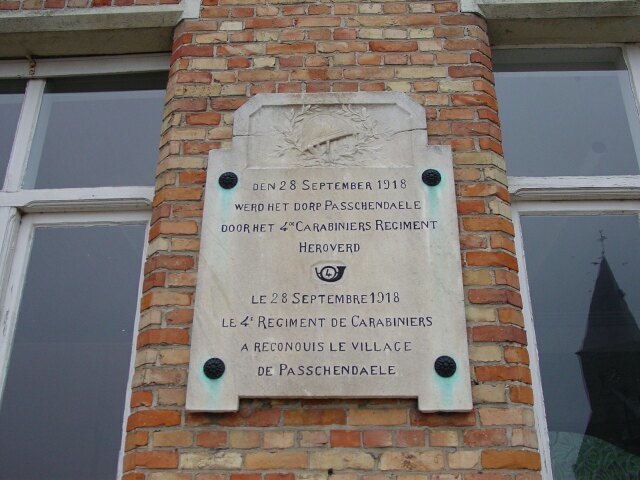 DEN 28 SEPTEMBER 1918
WERD HET DORP PASSCHENDAELE
DOOR HET 4DE CARABINIERS REGIMENT
HEROVERD
4
LE 28 SEPTEMBRE 1918
LE 4E REGIMENT DE CARABINIERS
A RECONQUIS LE VILLAGE
DE PASSCHENDAELE